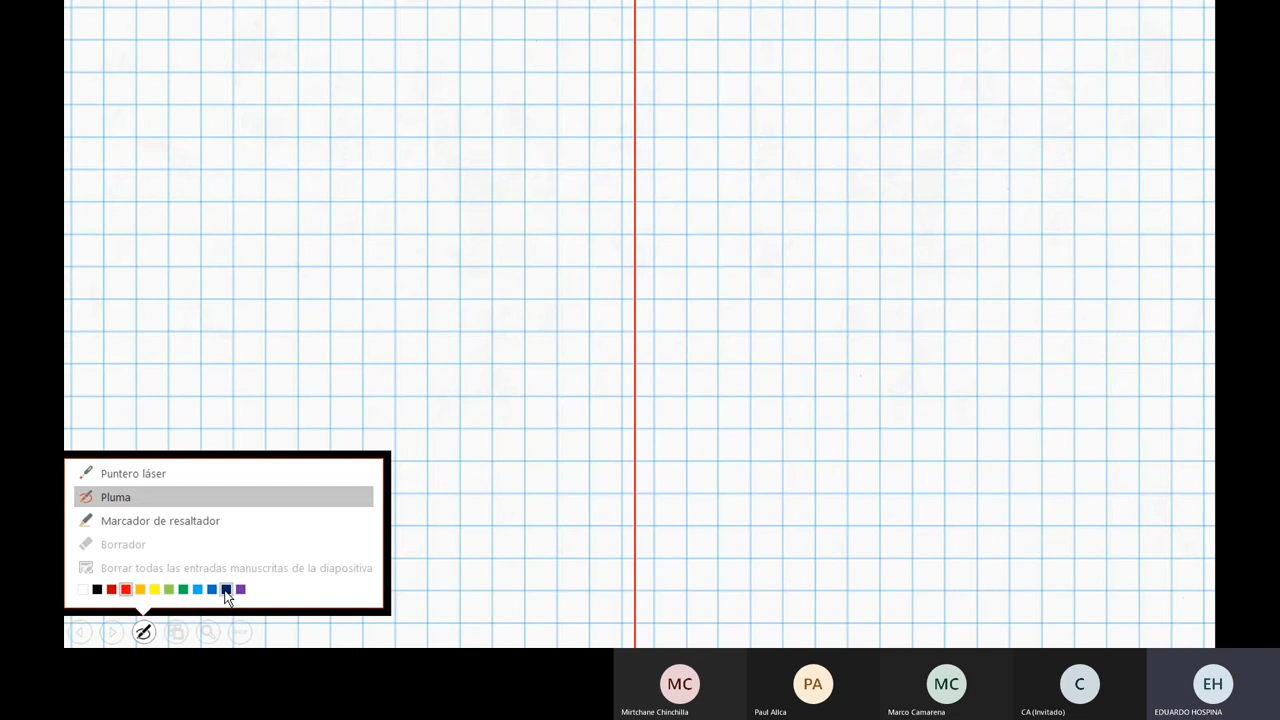 Puntero láser
Pluma
Marcador de resaltador
Borrador
Borrar todas las entradas manuscritas de la diapositiva
MC
PA
MC
C
EH
Mirtchane Chinchilla
Paul Allca
Marco Camarena
CA (Invitado)
EDUARDO HOSPINA